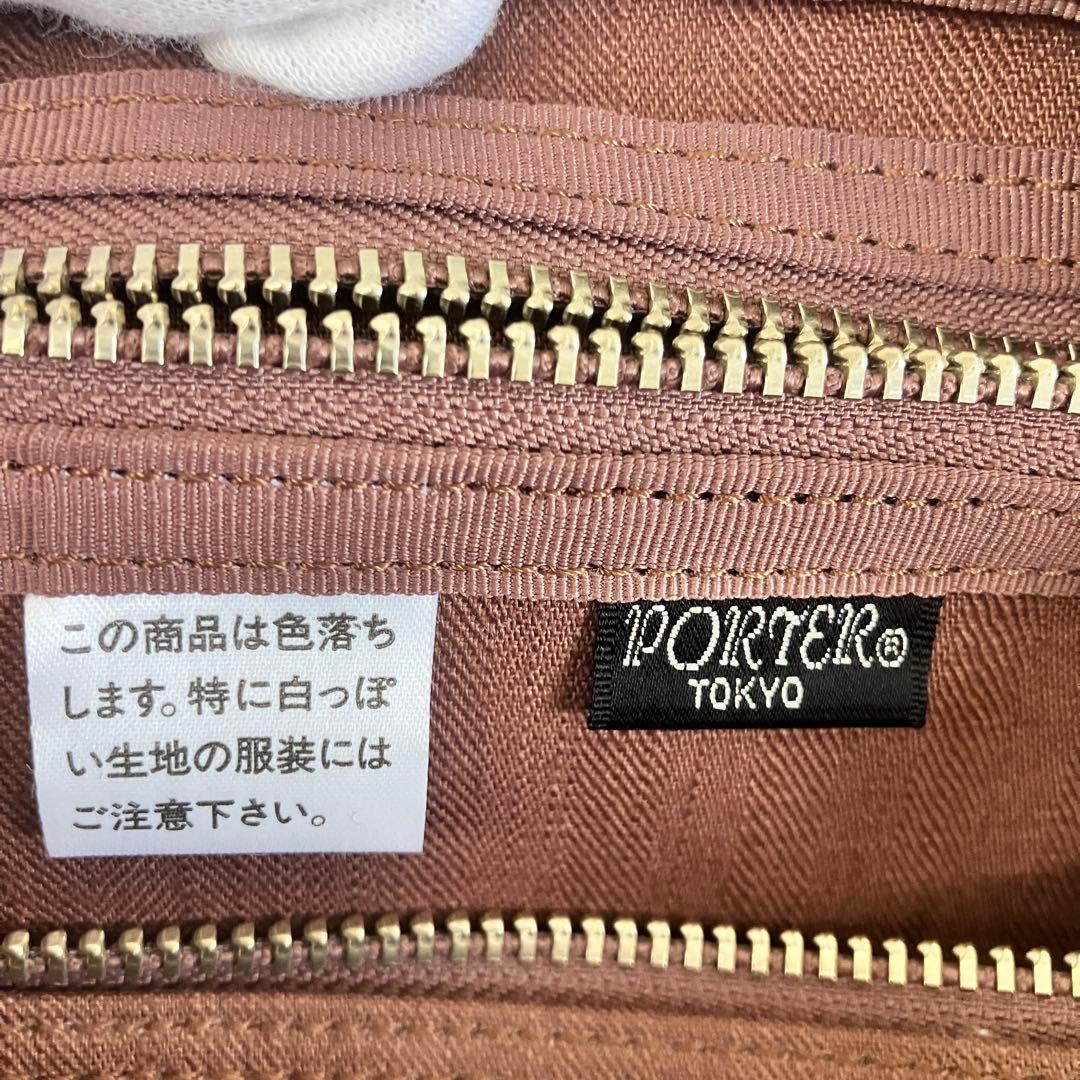 この商品は色落ち
します。特に白っぽ
い生地の服装には
ご注意下さい。
PORTER®
TOKYO